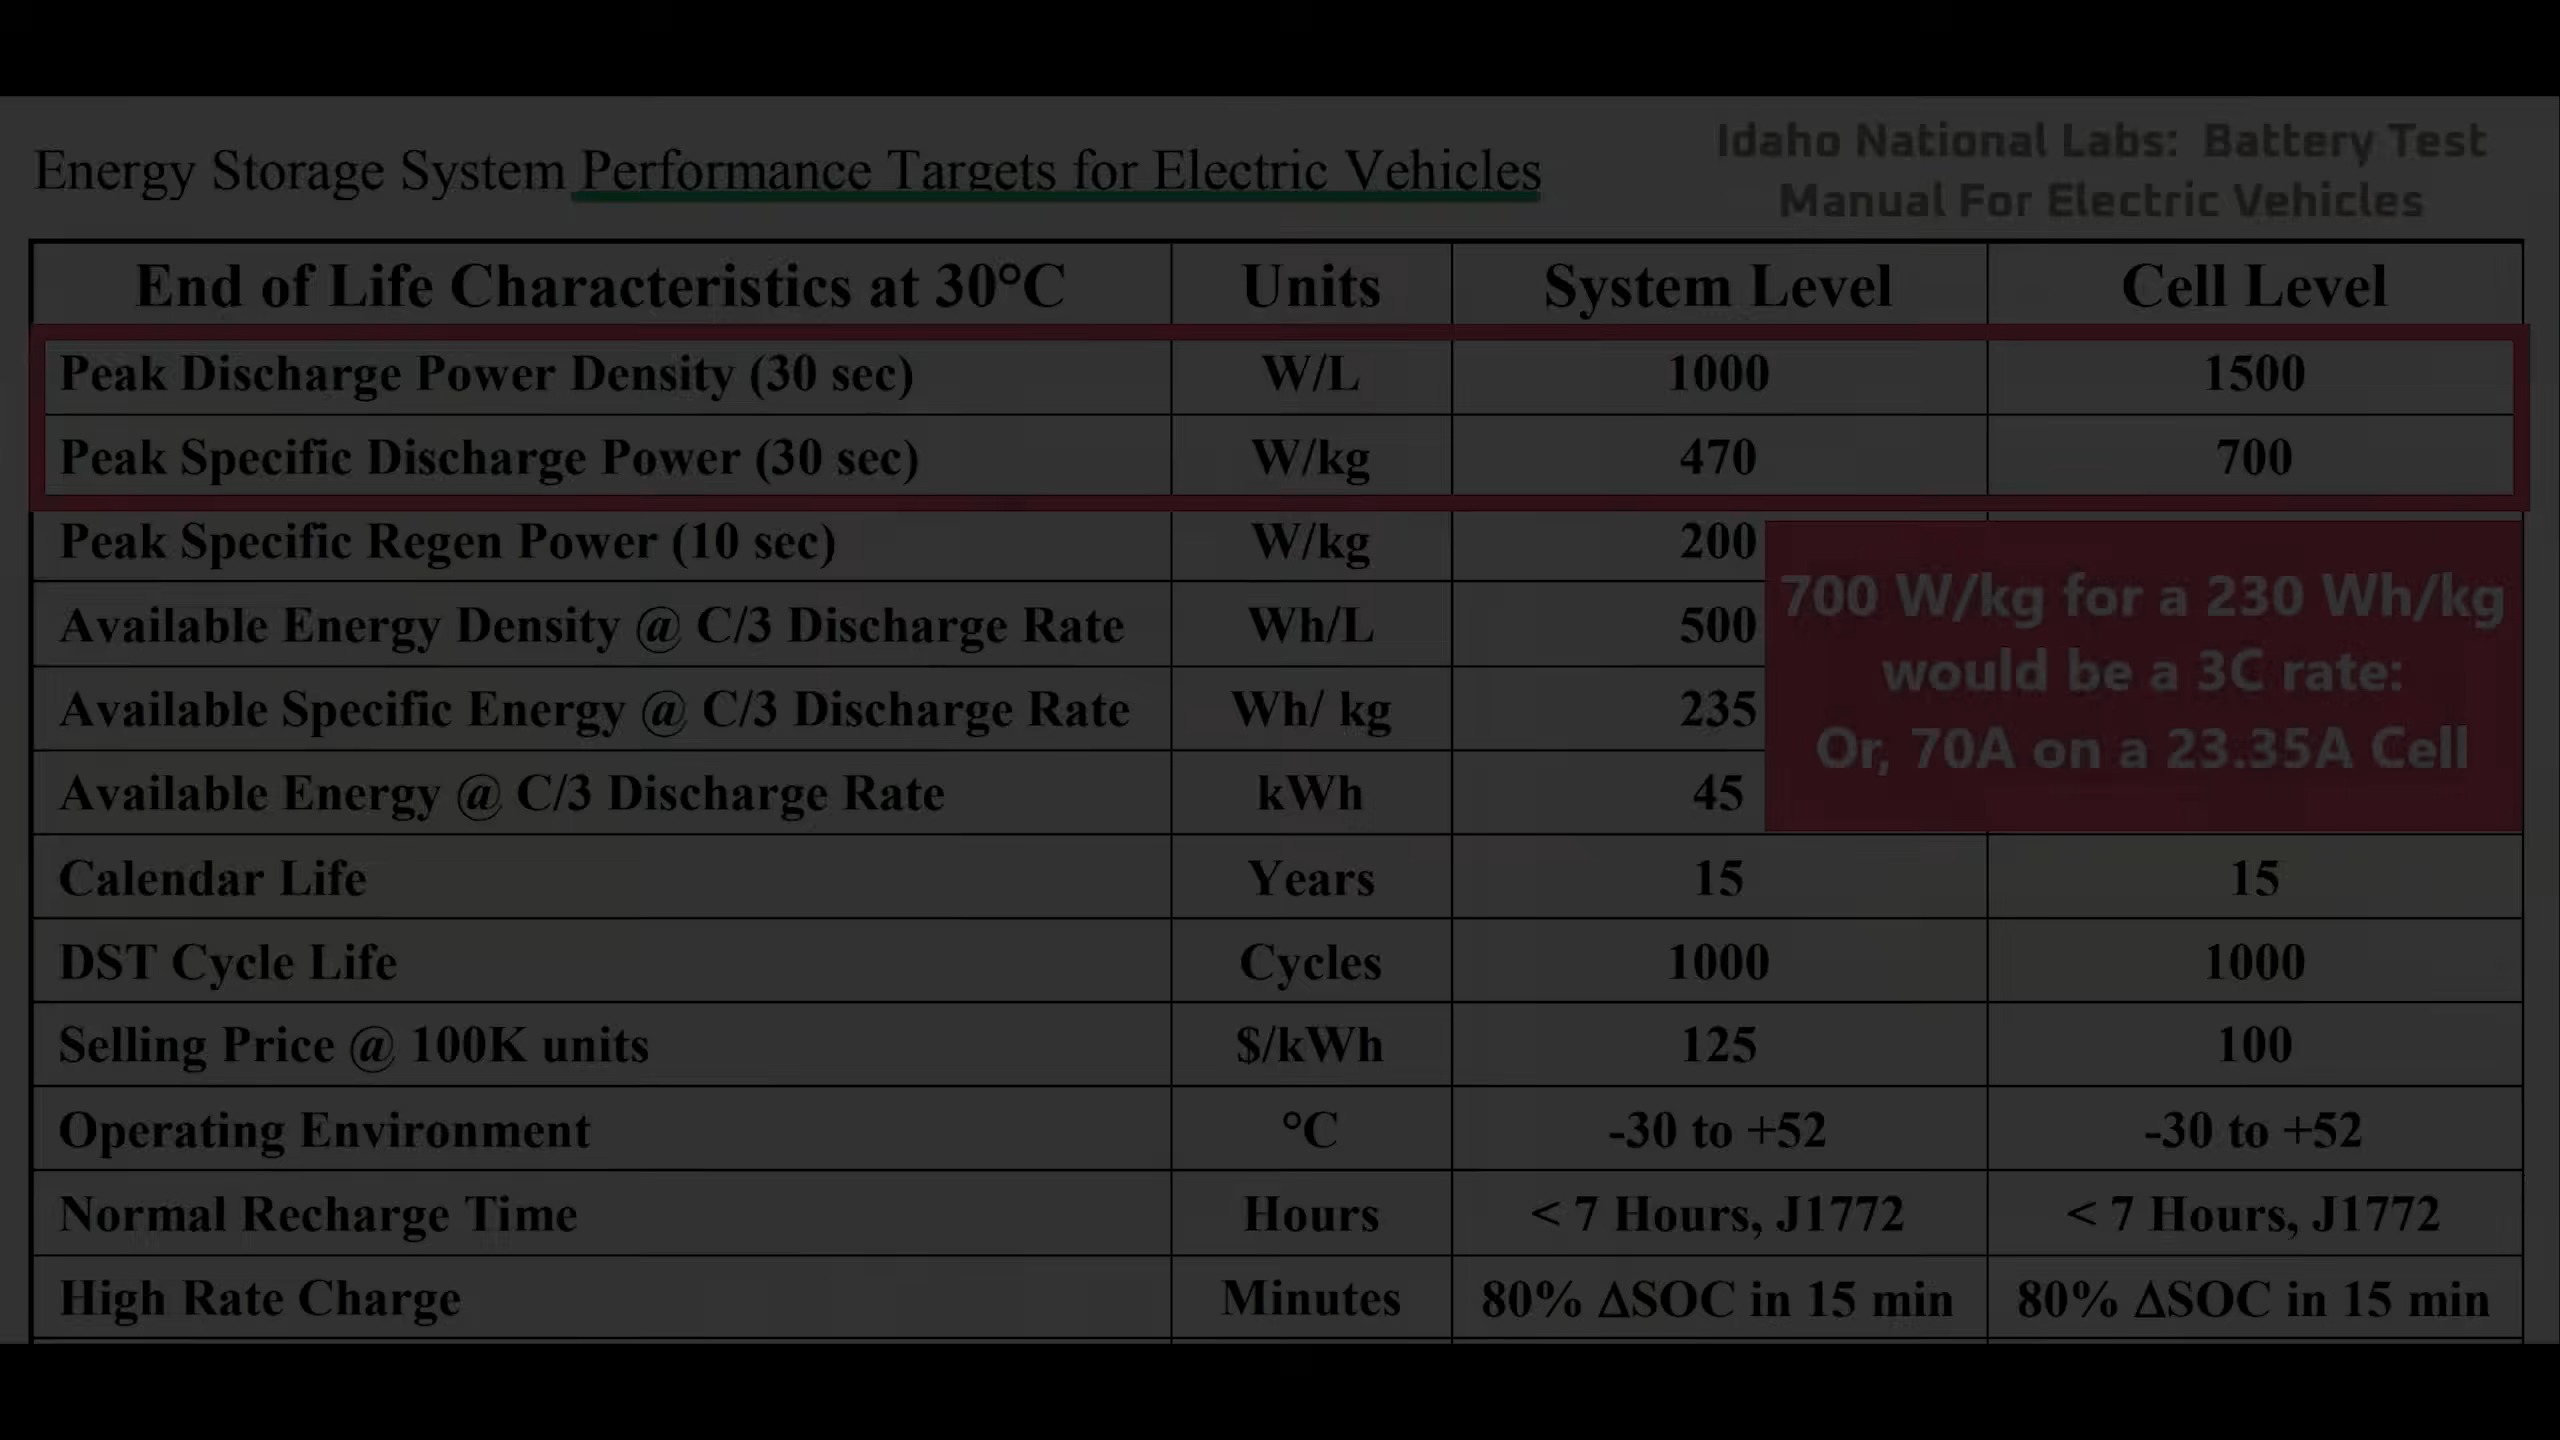 Energy Storage System Performance Targets for Electric Vehicles
Idaho National Labs: Battery Test
Manual For Electric Vehicles
End of Life Characteristics at 30°C Units System Level Cell Level
Peak Discharge Power Density (30 sec) W/L 1000 1500
Peak Specific Discharge Power (30 sec) W/kg 470 700
Peak Specific Regen Power (10 sec) W/kg 200
Available Energy Density @ C/3 Discharge Rate Wh/L 500
Available Specific Energy @ C/3 Discharge Rate Wh/ kg 235
Available Energy @ C/3 Discharge Rate kWh 45
700 W/kg for a 230 Wh/kg
would be a 3C rate:
Or, 70A on a 23.35A Cell
Calendar Life Years 15 15
DST Cycle Life Cycles 1000 1000
Selling Price @ 100K units $/kWh 125 100
Operating Environment °C -30 to +52 -30 to +52
Normal Recharge Time Hours < 7 Hours, J1772 < 7 Hours, J1772
High Rate Charge Minutes 80% ΔSOC in 15 min 80% ΔSOC in 15 min